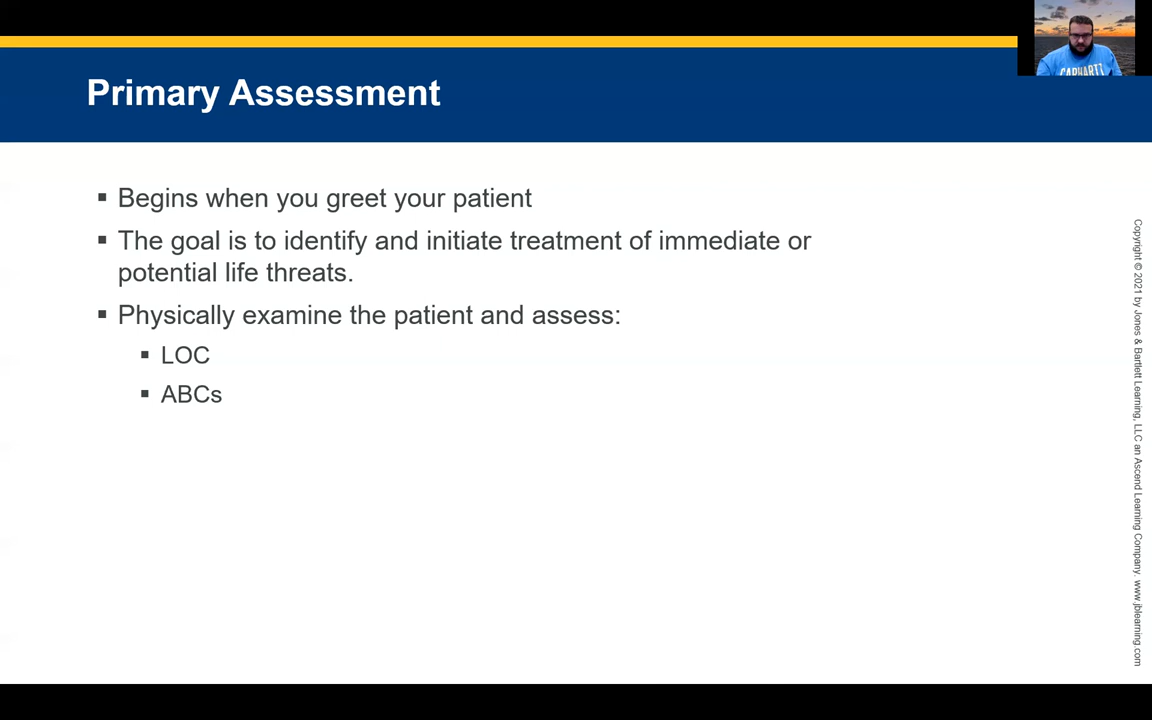 Primary Assessment
▪ Begins when you greet your patient
▪ The goal is to identify and initiate treatment of immediate or
potential life threats.
▪ Physically examine the patient and assess:
▪ LOC
▪ ABCs
CARHARTT
Copyright © 2021 by Jones & Bartlett Learning, LLC an Ascend Learning Company. www.jblearning.com